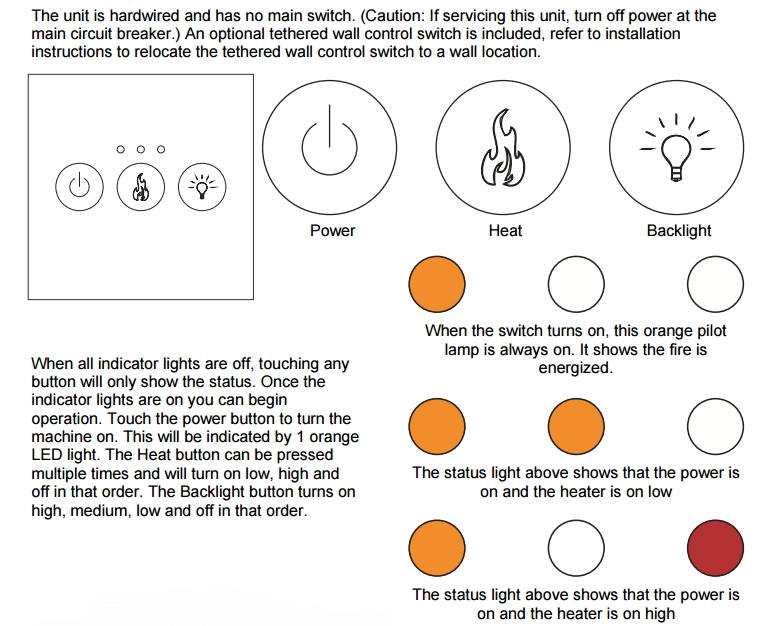 The unit is hardwired and has no main switch. (Caution: If servicing this unit, turn off power at the
main circuit breaker.) An optional tethered wall control switch is included, refer to installation
instructions to relocate the tethered wall control switch to a wall location.
Power
Heat
Backlight
When the switch turns on, this orange pilot
lamp is always on. It shows the fire is
energized.
When all indicator lights are off, touching any
button will only show the status. Once the
indicator lights are on you can begin
operation. Touch the power button to turn the
machine on. This will be indicated by 1 orange
LED light. The Heat button can be pressed
multiple times and will turn on low, high and
off in that order. The Backlight button turns on
high, medium, low and off in that order.
The status light above shows that the power is
on and the heater is on low
The status light above shows that the power is
on and the heater is on high